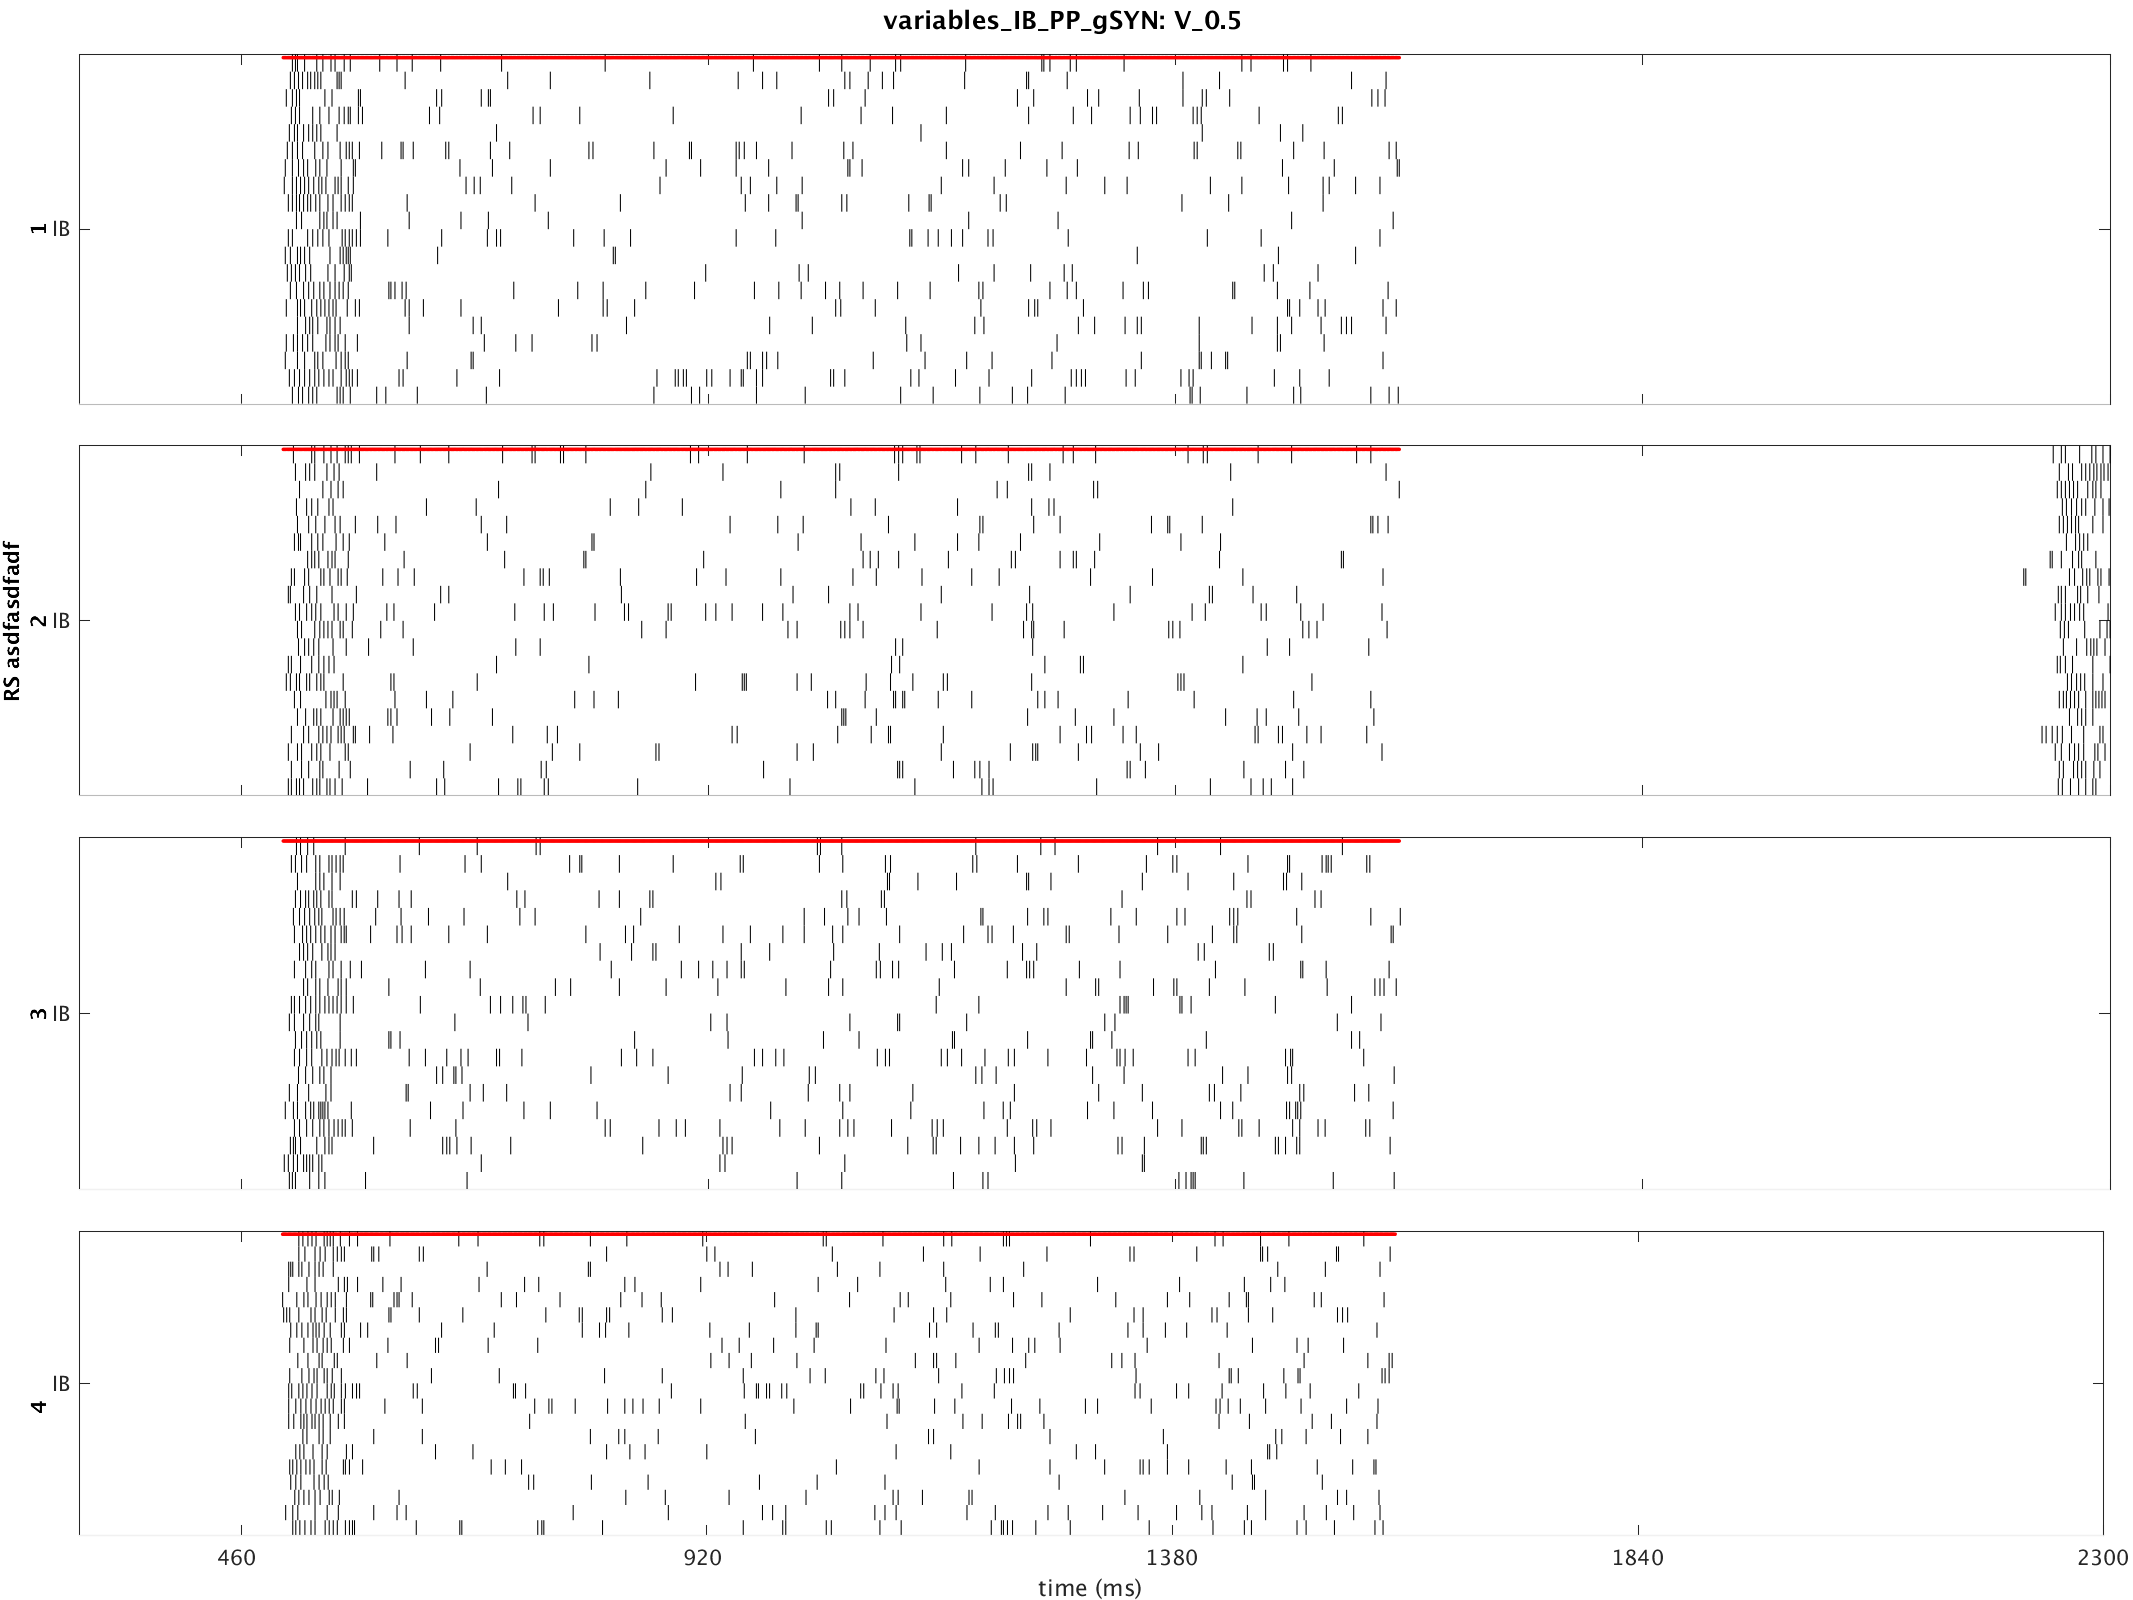 variables_IB_PP_gSYN: V_0.5
1 IB
RS asdfasdfadf
2 IB
3 IB
4 IB
460 920 1380 1840 2300
time (ms)